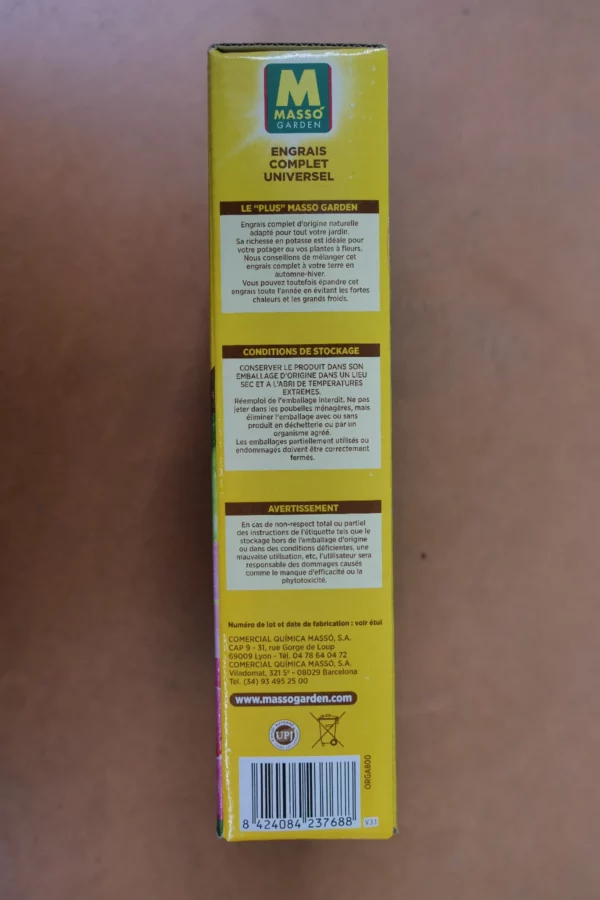 M
MASSÓ
GARDEN
ENGRAIS
COMPLET
UNIVERSEL
LE "PLUS" MASSO GARDEN
Engrais complet d'origine naturelle
adapté pour tout votre jardin.
Sa richesse en potasse est idéale pour
votre potager ou vos plantes à fleurs.
Nous conseillons de mélanger cet
engrais complet à votre terre en
automne-hiver.
Vous pouvez toutefois épandre cet
engrais toute l'année en évitant les fortes
chaleurs et les grands froids.
CONDITIONS DE STOCKAGE
CONSERVER LE PRODUIT DANS SON
EMBALLAGE D'ORIGINE DANS UN LIEU
SEC ET A L'ABRI DE TEMPERATURES
EXTREMES.
Réemploi de l'emballage interdit. Ne pas
jeter dans les poubelles ménagères, mais
éliminer l'emballage avec ou sans
produit en déchetterie ou par un
organisme agréé.
Les emballages partiellement utilisés ou
endommagés doivent être correctement
fermés.
AVERTISSEMENT
En cas de non-respect total ou partiel
des instructions de l'étiquette tels que le
stockage hors de l'emballage d'origine
ou dans des conditions déficientes, une
mauvaise utilisation, etc, l'utilisateur sera
responsable des dommages causés
comme le manque d'efficacité ou la
phytotoxicité.
Numéro de lot et date de fabrication : voir étui
COMERCIAL QUÍMICA MASSÓ, S.A.
CAP 9 - 31, rue Gorge de Loup
69009 Lyon - Tél. 04 78 64 04 72
COMERCIAL QUÍMICA MASSÓ, S.A.
Viladomat, 321 5º - 08029 Barcelona
Tel. (34) 93 495 25 00
www.massogarden.com
UPJ
ORGA800
8 424084 237688
V3.1